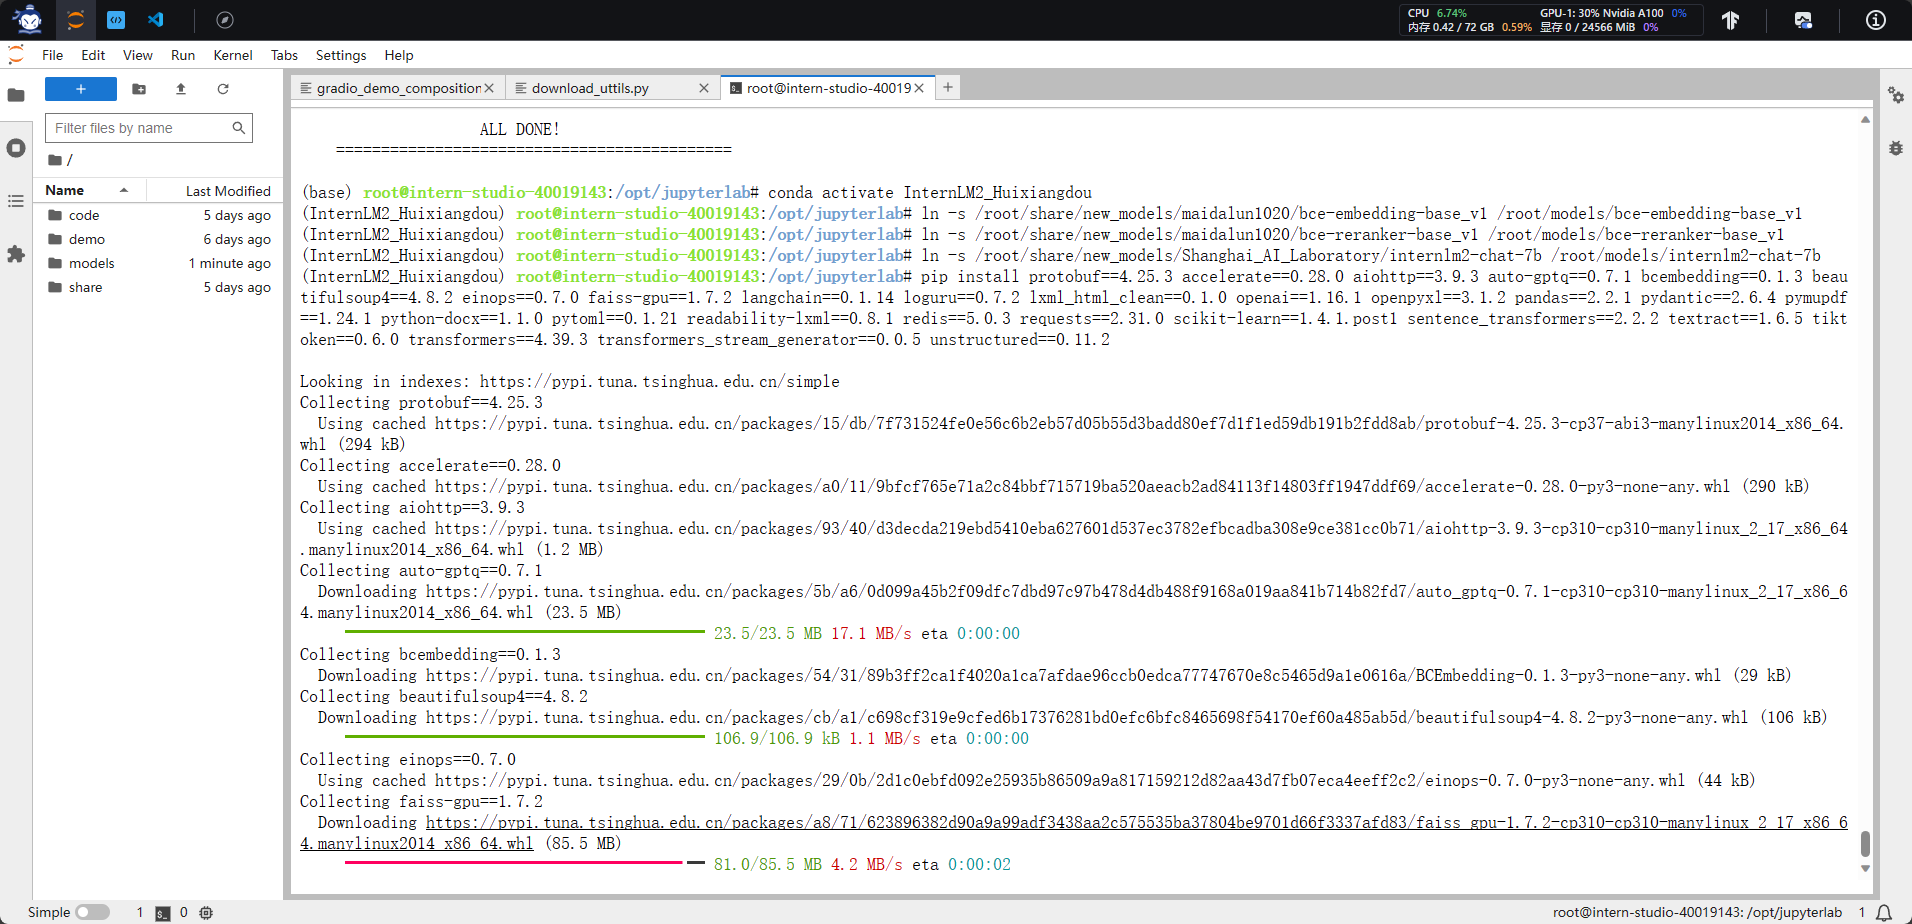 CPU 6.74% GPU-1: 30% Nvidia A100 0%
内存 0.42 / 72 GB 0.59% 显存 0 / 24566 MiB 0%
File Edit View Run Kernel Tabs Settings Help
gradio_demo_composition download_uttils.py root@intern-studio-40019
Filter files by name
/
Name Last Modified
code 5 days ago
demo 6 days ago
models 1 minute ago
share 5 days ago
ALL DONE!
============================================
(base) root@intern-studio-40019143:/opt/jupyterlab# conda activate InternLM2_Huixiangdou
(InternLM2_Huixiangdou) root@intern-studio-40019143:/opt/jupyterlab# ln -s /root/share/new_models/maidalun1020/bce-embedding-base_v1 /root/models/bce-embedding-base_v1
(InternLM2_Huixiangdou) root@intern-studio-40019143:/opt/jupyterlab# ln -s /root/share/new_models/maidalun1020/bce-reranker-base_v1 /root/models/bce-reranker-base_v1
(InternLM2_Huixiangdou) root@intern-studio-40019143:/opt/jupyterlab# ln -s /root/share/new_models/Shanghai_AI_Laboratory/internlm2-chat-7b /root/models/internlm2-chat-7b
(InternLM2_Huixiangdou) root@intern-studio-40019143:/opt/jupyterlab# pip install protobuf==4.25.3 accelerate==0.28.0 aiohttp==3.9.3 auto-gptq==0.7.1 bcembedding==0.1.3 beau
tifulsoup4==4.8.2 einops==0.7.0 faiss-gpu==1.7.2 langchain==0.1.14 loguru==0.7.2 lxml_html_clean==0.1.0 openai==1.16.1 openpyxl==3.1.2 pandas==2.2.1 pydantic==2.6.4 pymupdf
==1.24.1 python-docx==1.1.0 pytoml==0.1.21 readability-lxml==0.8.1 redis==5.0.3 requests==2.31.0 scikit-learn==1.4.1.post1 sentence_transformers==2.2.2 textract==1.6.5 tikt
oken==0.6.0 transformers==4.39.3 transformers_stream_generator==0.0.5 unstructured==0.11.2
Looking in indexes: https://pypi.tuna.tsinghua.edu.cn/simple
Collecting protobuf==4.25.3
Using cached https://pypi.tuna.tsinghua.edu.cn/packages/15/db/7f731524fe0e56c6b2eb57d05b55d3badd80ef7d1f1ed59db191b2fdd8ab/protobuf-4.25.3-cp37-abi3-manylinux2014_x86_64.
whl (294 kB)
Collecting accelerate==0.28.0
Using cached https://pypi.tuna.tsinghua.edu.cn/packages/a0/11/9bfcf765e71a2c84bbf715719ba520aeacb2ad84113f14803ff1947ddf69/accelerate-0.28.0-py3-none-any.whl (290 kB)
Collecting aiohttp==3.9.3
Using cached https://pypi.tuna.tsinghua.edu.cn/packages/93/40/d3decda219ebd5410eba627601d537ec3782efbcadba308e9ce381cc0b71/aiohttp-3.9.3-cp310-cp310-manylinux_2_17_x86_64
.manylinux2014_x86_64.whl (1.2 MB)
Collecting auto-gptq==0.7.1
Downloading https://pypi.tuna.tsinghua.edu.cn/packages/5b/a6/0d099a45b2f09dfc7dbd97c97b478d4db488f9168a019aa841b714b82fd7/auto_gptq-0.7.1-cp310-cp310-manylinux_2_17_x86_6
4.manylinux2014_x86_64.whl (23.5 MB)
23.5/23.5 MB 17.1 MB/s eta 0:00:00
Collecting bcembedding==0.1.3
Downloading https://pypi.tuna.tsinghua.edu.cn/packages/54/31/89b3ff2ca1f4020a1ca7afdae96ccb0edca77747670e8c5465d9a1e0616a/BCEmbedding-0.1.3-py3-none-any.whl (29 kB)
Collecting beautifulsoup4==4.8.2
Downloading https://pypi.tuna.tsinghua.edu.cn/packages/cb/a1/c698cf319e9cfed6b17376281bd0efc6bfc8465698f54170ef60a485ab5d/beautifulsoup4-4.8.2-py3-none-any.whl (106 kB)
106.9/106.9 kB 1.1 MB/s eta 0:00:00
Collecting einops==0.7.0
Using cached https://pypi.tuna.tsinghua.edu.cn/packages/29/0b/2d1c0ebfd092e25935b86509a9a817159212d82aa43d7fb07eca4eeff2c2/einops-0.7.0-py3-none-any.whl (44 kB)
Collecting faiss-gpu==1.7.2
Downloading https://pypi.tuna.tsinghua.edu.cn/packages/a8/71/623896382d90a9a99adf3438aa2c575535ba37804be9701d66f3337afd83/faiss_gpu-1.7.2-cp310-cp310-manylinux_2_17_x86_6
4.manylinux2014_x86_64.whl (85.5 MB)
81.0/85.5 MB 4.2 MB/s eta 0:00:02
Simple 1 0 root@intern-studio-40019143: /opt/jupyterlab 1